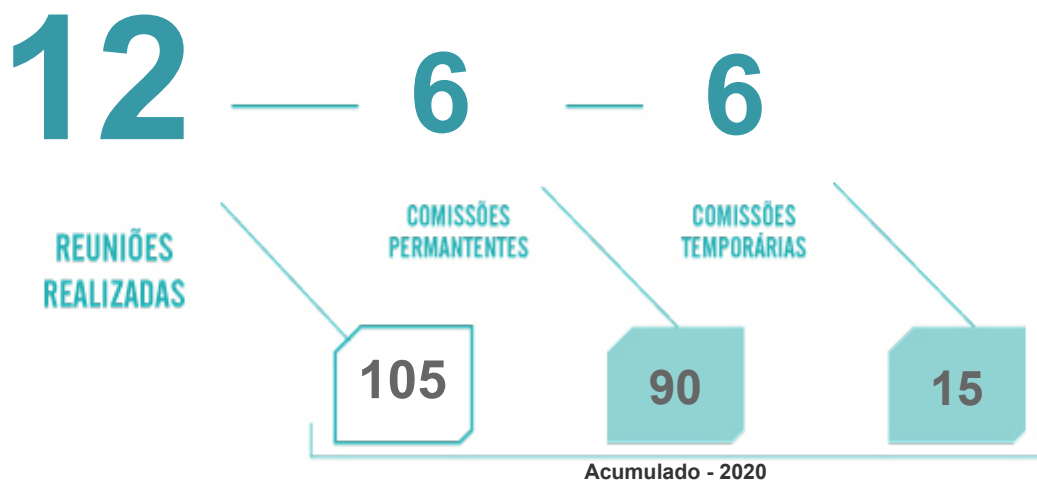 12
6
6
REUNIÕES
REALIZADAS
COMISSÕES
PERMANTENTES
COMISSÕES
TEMPORÁRIAS
105
90
15
Acumulado - 2020